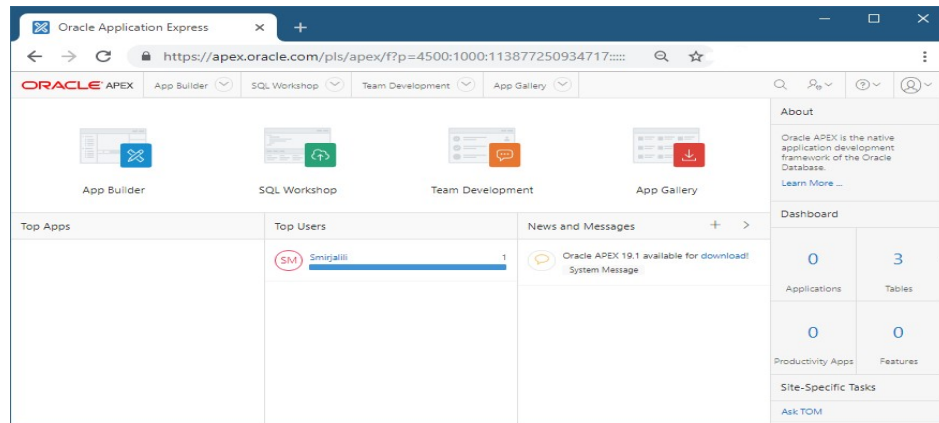 Oracle Application Express
https://apex.oracle.com/pls/apex/f?p=4500:1000:113877250934717:::::
ORACLE APEX App Builder SQL Workshop Team Development App Gallery
App Builder SQL Workshop Team Development App Gallery
Top Apps
Top Users
SM Smirjalili 1
News and Messages
Oracle APEX 19.1 available for download!
System Message
About
Oracle APEX is the native
application development
framework of the Oracle
Database.
Learn More ...
Dashboard
0 3
Applications Tables
0 0
Productivity Apps Features
Site-Specific Tasks
Ask TOM